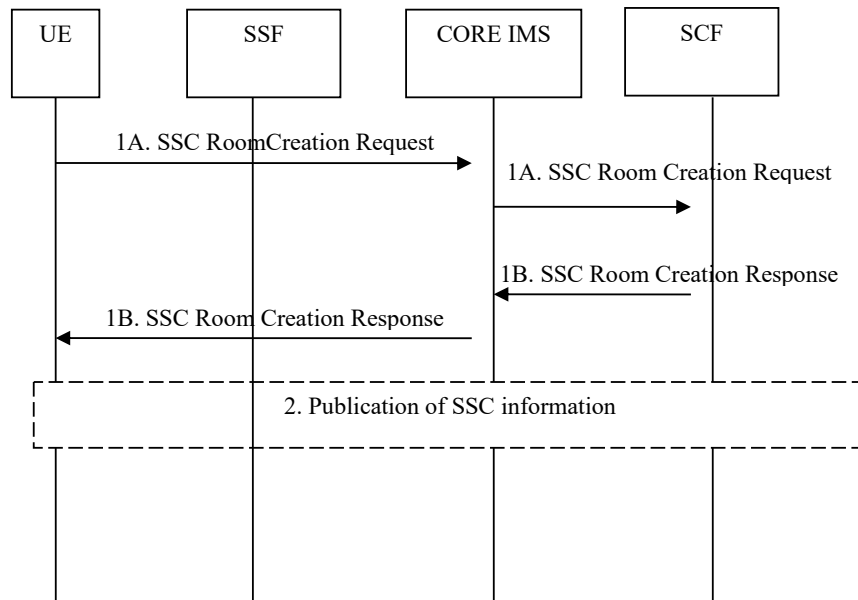 UE
SSF
CORE IMS
SCF
1A. SSC RoomCreation Request
1A. SSC Room Creation Request
1B. SSC Room Creation Response
1B. SSC Room Creation Response
2. Publication of SSC information